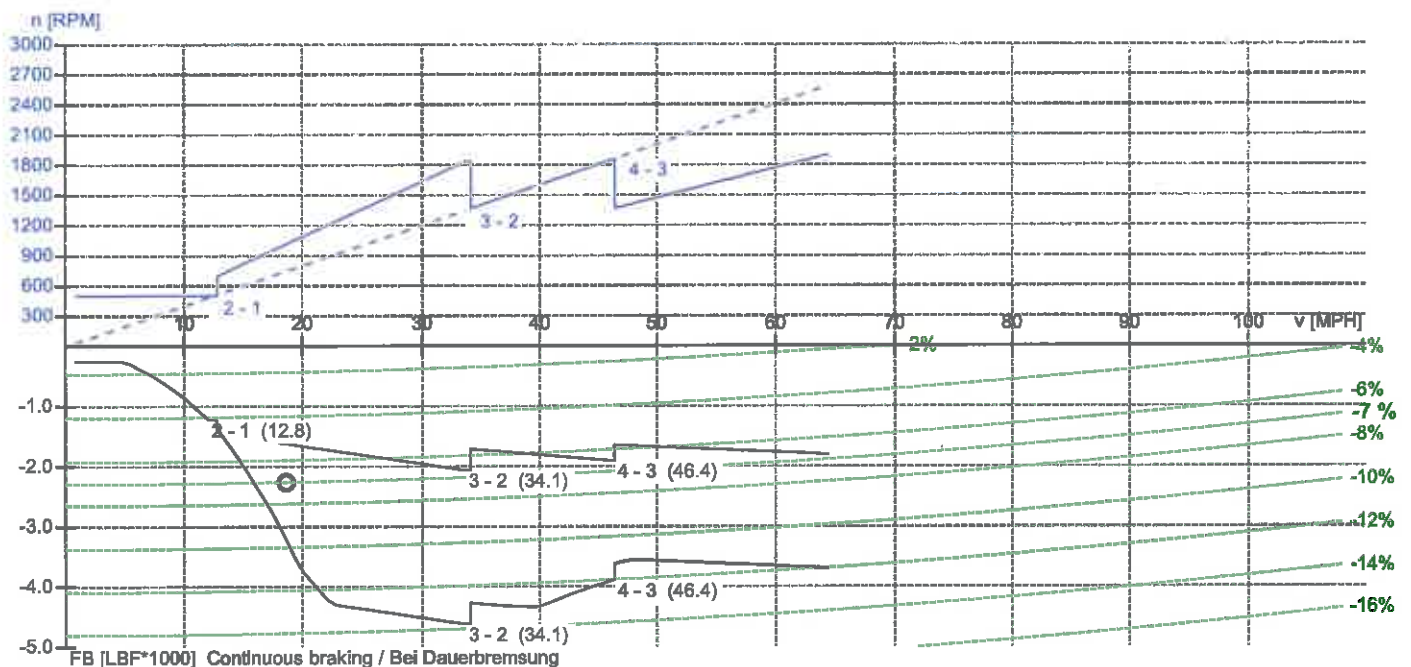 n [RPM]
3000
2700
2400
2100
1800
1500
1200
900
600
300
4 - 3
3 - 2
2 - 1
10 20 30 40 50 60 70 80 90 100 v [MPH]
2%
-4%
-6%
-7 %
-8%
-10%
-12%
-14%
-16%
-1.0
-2.0
-3.0
-4.0
-5.0
2 - 1 (12.8)
3 - 2 (34.1)
4 - 3 (46.4)
4 - 3 (46.4)
3 - 2 (34.1)
FB [LBF*1000] Continuous braking / Bei Dauerbremsung